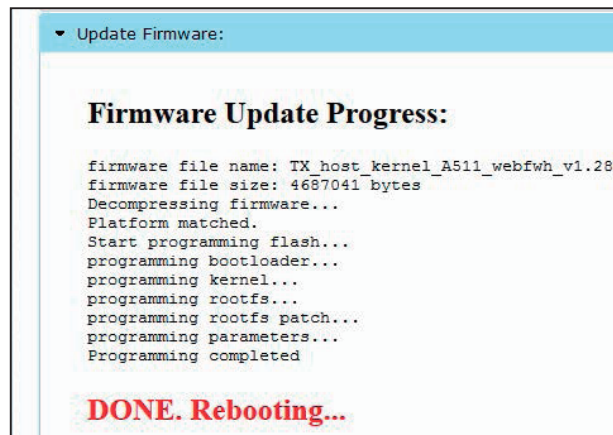 Update Firmware:
Firmware Update Progress:
firmware file name: TX_host_kernel_A511_webfwh_v1.28
firmware file size: 4687041 bytes
Decompressing firmware...
Platform matched.
Start programming flash...
programming bootloader...
programming kernel...
programming rootfs...
programming rootfs patch...
programming parameters...
Programming completed
DONE. Rebooting...